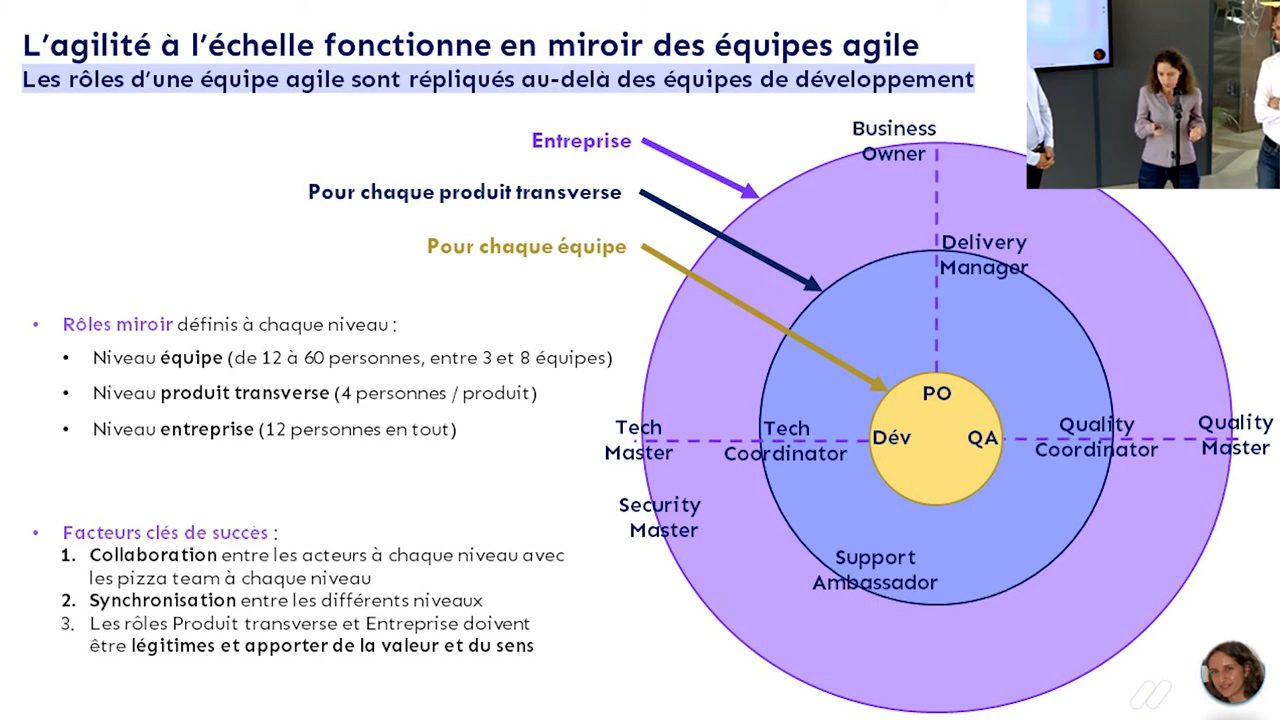 L'agilité à l'échelle fonctionne en miroir des équipes agile
Les rôles d'une équipe agile sont répliqués au-delà des équipes de développement
Entreprise
Pour chaque produit transverse
Pour chaque équipe
• Rôles miroir définis à chaque niveau :
• Niveau équipe (de 12 à 60 personnes, entre 3 et 8 équipes)
• Niveau produit transverse (4 personnes / produit)
• Niveau entreprise (12 personnes en tout)
• Facteurs clés de succès :
1. Collaboration entre les acteurs à chaque niveau avec
les pizza team à chaque niveau
2. Synchronisation entre les différents niveaux
3. Les rôles Produit transverse et Entreprise doivent
être légitimes et apporter de la valeur et du sens
Business
Owner
Delivery
Manager
PO
Tech
Master
Tech
Coordinator
Dév
QA
Quality
Coordinator
Quality
Master
Security
Master
Support
Ambassador